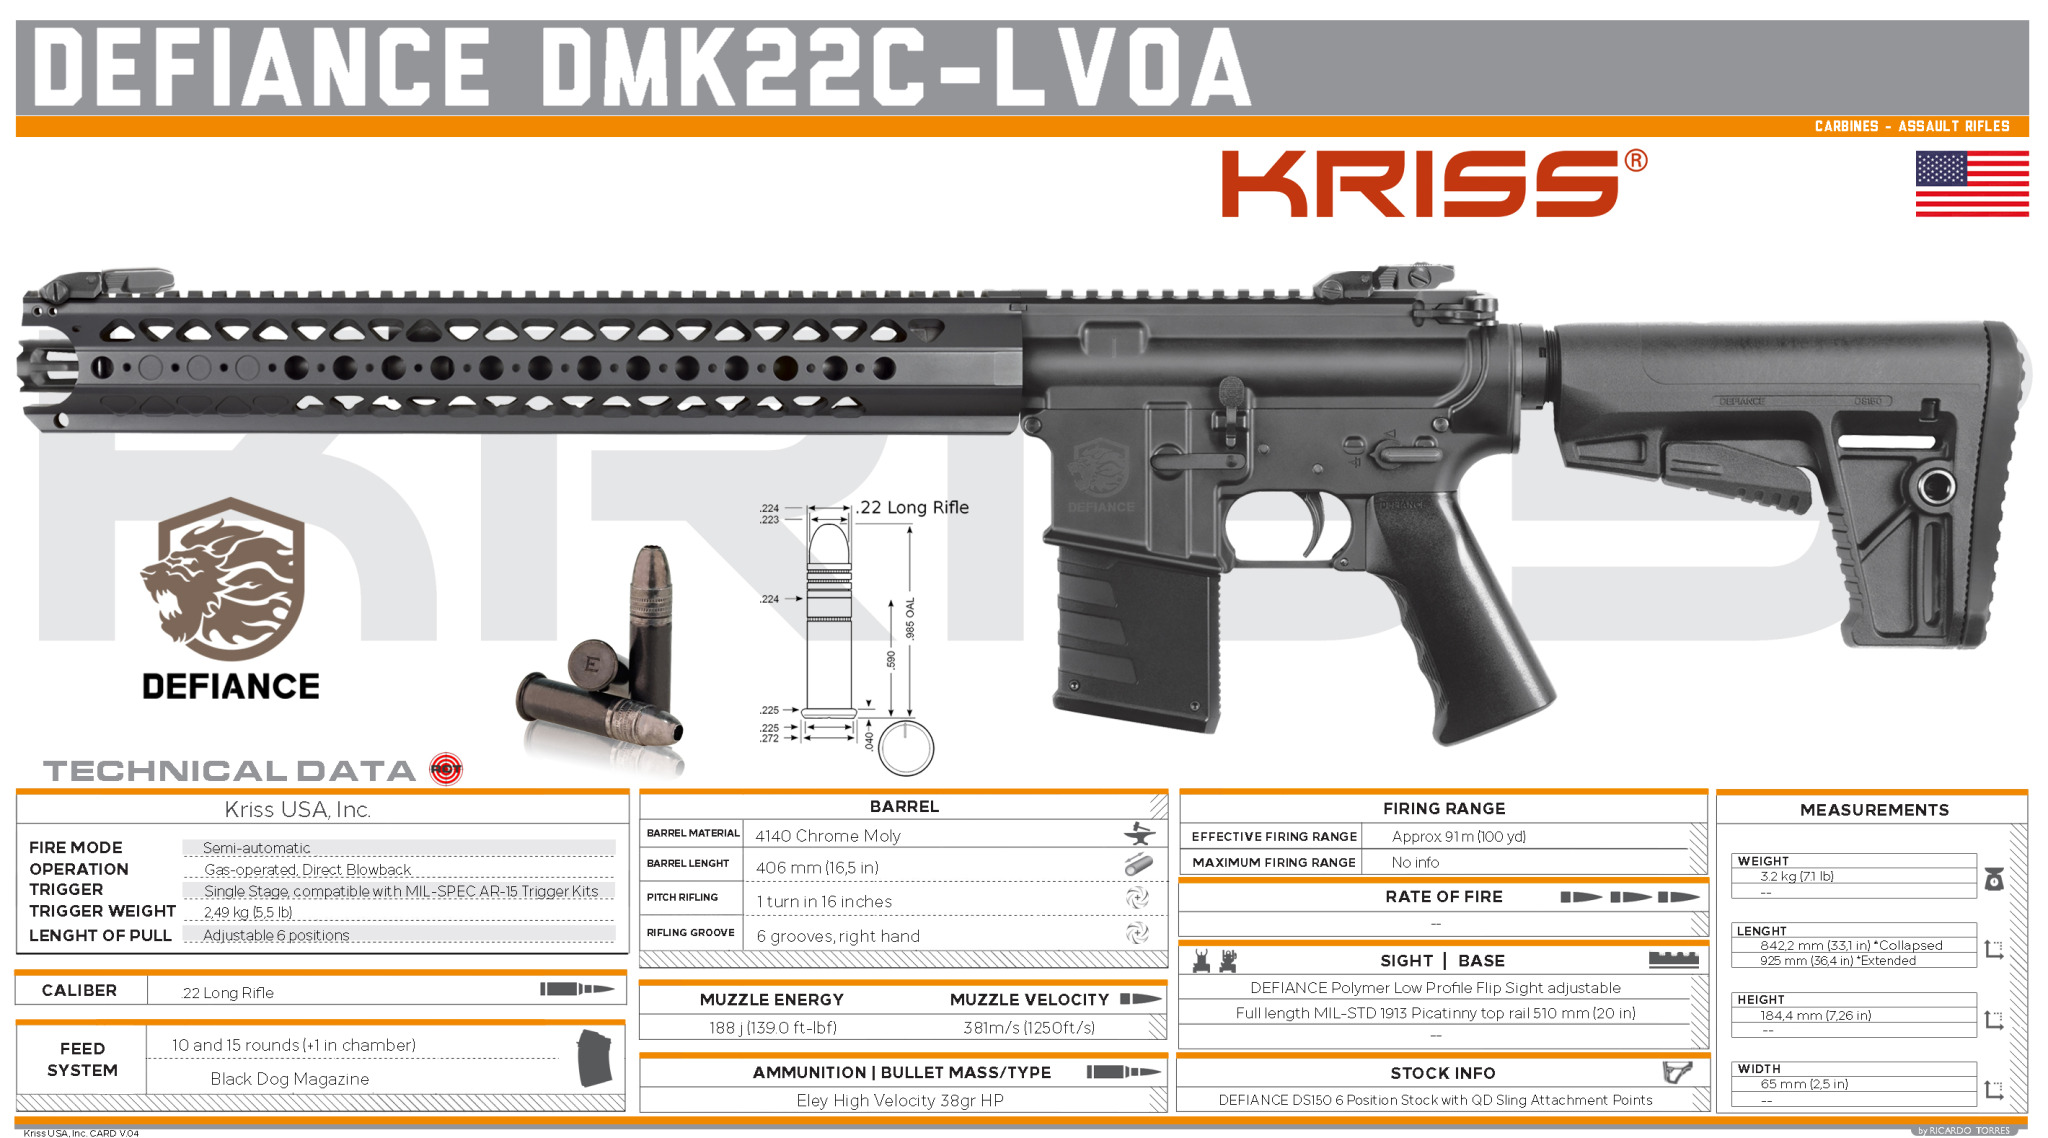 DEFIANCE DMK22C-LVOA
CARBINES - ASSAULT RIFLES
KRISS®
KRISS
DEFIANCE DS150
DEFIANCE
DEFIANCE
DEFIANCE
E
.22 Long Rifle
.224
.223
.224
.985 OAL
.590
.225
.225
.272
.040
TECHNICAL DATA
Kriss USA, Inc.
FIRE MODE Semi-automatic
OPERATION Gas-operated, Direct Blowback
TRIGGER Single Stage, compatible with MIL-SPEC AR-15 Trigger Kits
TRIGGER WEIGHT 2,49 kg (5,5 lb)
LENGHT OF PULL Adjustable 6 positions
CALIBER .22 Long Rifle
FEED SYSTEM
10 and 15 rounds (+1 in chamber)
Black Dog Magazine
BARREL
BARREL MATERIAL 4140 Chrome Moly
BARREL LENGHT 406 mm (16,5 in)
PITCH RIFLING 1 turn in 16 inches
RIFLING GROOVE 6 grooves, right hand
MUZZLE ENERGY MUZZLE VELOCITY
188 j (139.0 ft-lbf) 381m/s (1250ft/s)
AMMUNITION | BULLET MASS/TYPE
Eley High Velocity 38gr HP
FIRING RANGE
EFFECTIVE FIRING RANGE Approx 91 m (100 yd)
MAXIMUM FIRING RANGE No info
RATE OF FIRE
--
SIGHT | BASE
DEFIANCE Polymer Low Profile Flip Sight adjustable
Full length MIL-STD 1913 Picatinny top rail 510 mm (20 in)
--
STOCK INFO
DEFIANCE DS150 6 Position Stock with QD Sling Attachment Points
MEASUREMENTS
WEIGHT
3.2 kg (7.1 lb)
--
LENGHT
842,2 mm (33,1 in) *Collapsed
925 mm (36,4 in) *Extended
HEIGHT
184,4 mm (7,26 in)
--
WIDTH
65 mm (2,5 in)
--
Kriss USA, Inc. CARD V.04
by RICARDO TORRES